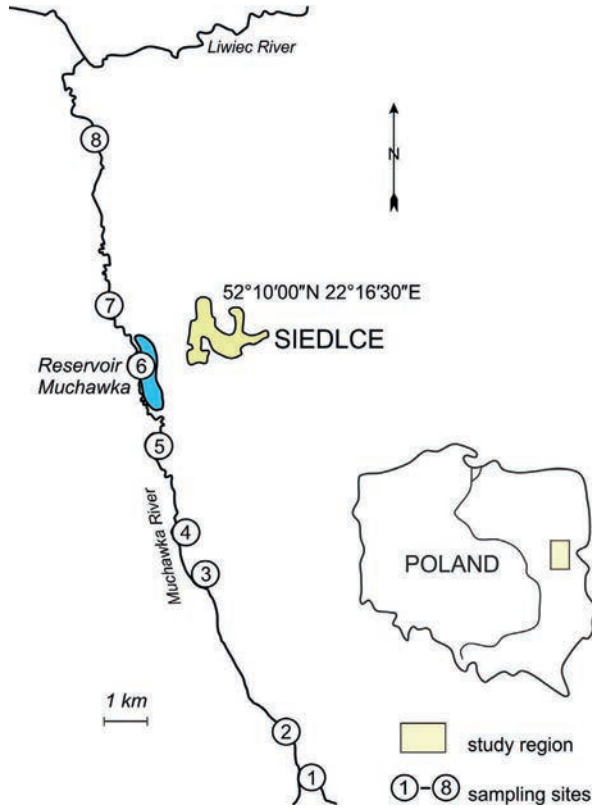 Liwiec River
8
N
52°10′00″N 22°16′30″E
7
SIEDLCE
Reservoir
Muchawka
6
5
Muchawka River
4
3
POLAND
1 km
2
study region
1
1–8 sampling sites